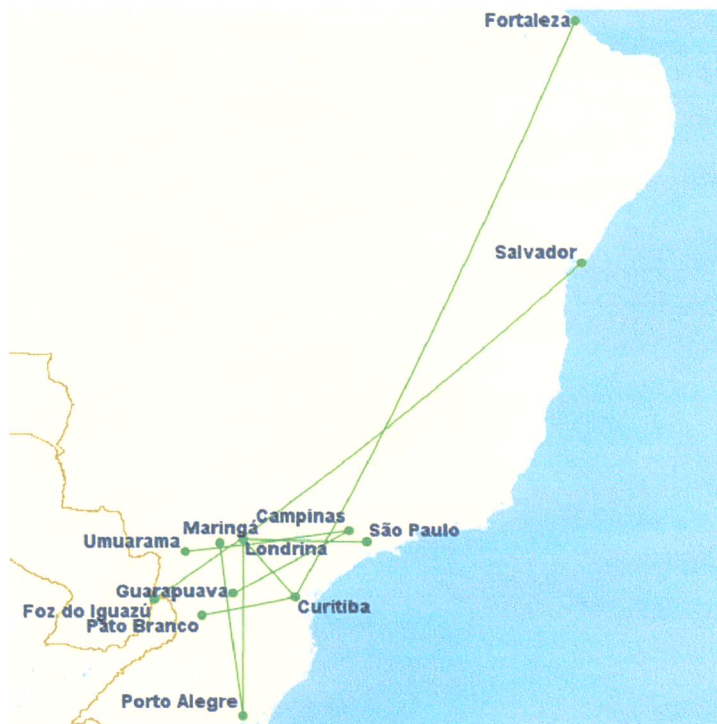 Fortaleza
Salvador
Campinas
Maringá
São Paulo
Umuarama
Londrina
Guarapuava
Foz do Iguazú
Curitiba
Pato Branco
Porto Alegre